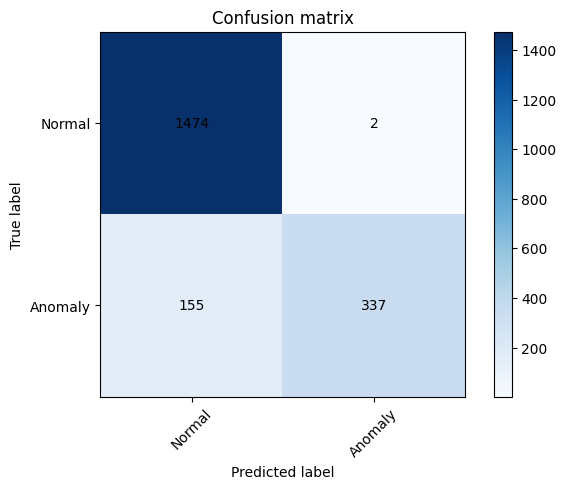 Confusion matrix
True label
Normal
1474
2
Anomaly
155
337
Normal
Anomaly
Predicted label
1400
1200
1000
800
600
400
200